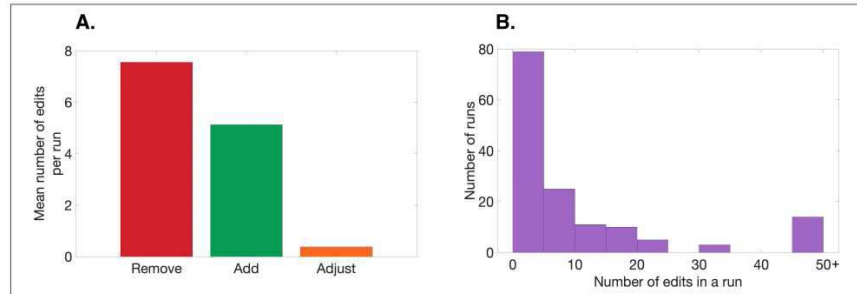 A.
8
6
4
2
0
Mean number of edits
per run
Remove Add Adjust
B.
80
60
40
20
0
Number of runs
0 10 20 30 40 50+
Number of edits in a run